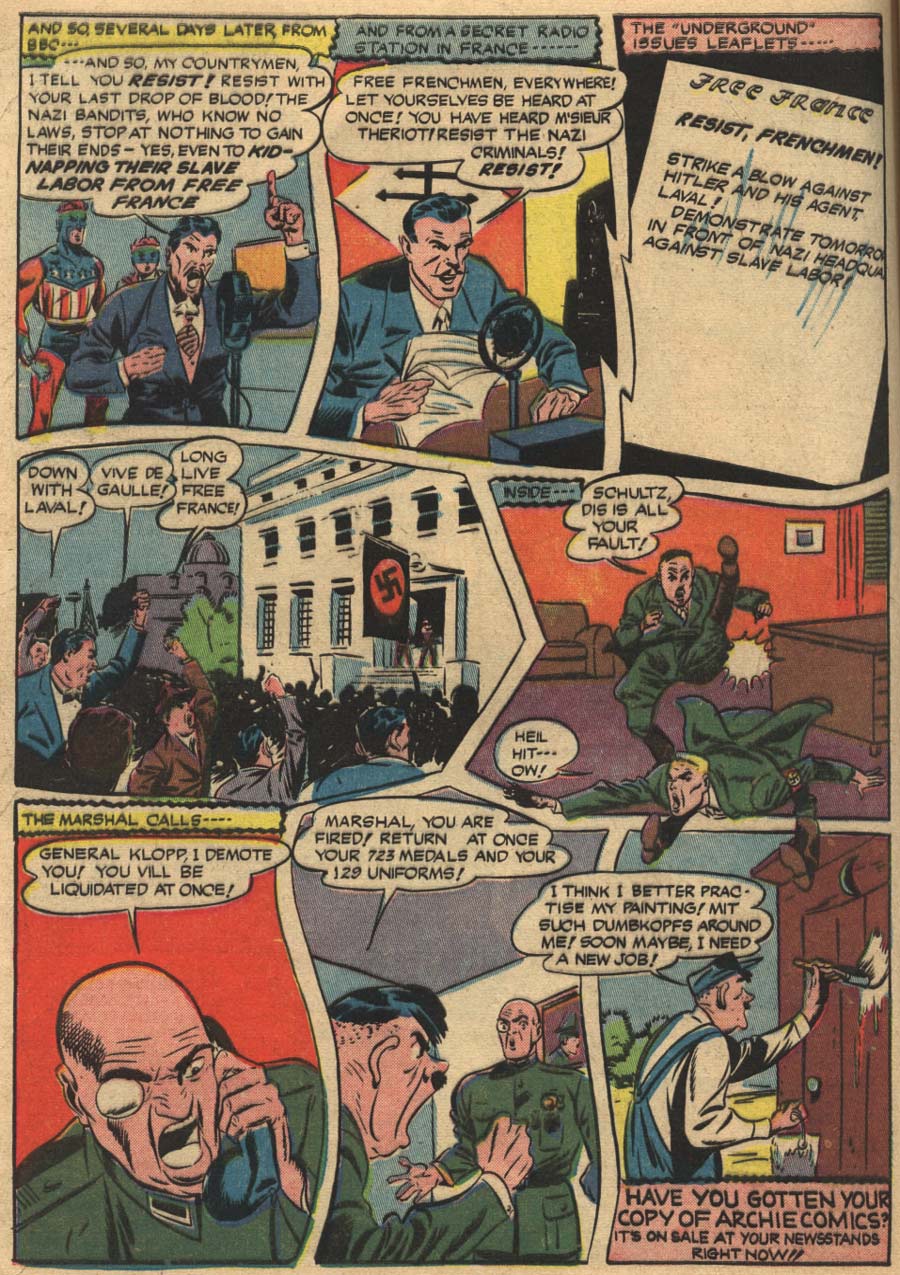 AND SO, SEVERAL DAYS LATER, FROM
BBC---
---AND SO, MY COUNTRYMEN,
I TELL YOU RESIST! RESIST WITH
YOUR LAST DROP OF BLOOD! THE
NAZI BANDITS, WHO KNOW NO
LAWS, STOP AT NOTHING TO GAIN
THEIR ENDS - YES, EVEN TO KID-
NAPPING THEIR SLAVE
LABOR FROM FREE
FRANCE
AND FROM A SECRET RADIO
STATION IN FRANCE------
FREE FRENCHMEN, EVERYWHERE!
LET YOURSELVES BE HEARD AT
ONCE! YOU HAVE HEARD M'SIEUR
THERIOT! RESIST THE NAZI
CRIMINALS!
RESIST!
THE "UNDERGROUND"
ISSUES LEAFLETS-----
Free France
RESIST, FRENCHMEN!
STRIKE A BLOW AGAINST
HITLER AND HIS AGENT,
LAVAL!
DEMONSTRATE TOMORRO
IN FRONT OF NAZI HEADQUA
AGAINST SLAVE LABOR!
DOWN
WITH
LAVAL!
VIVE DE
GAULLE!
LONG
LIVE
FREE
FRANCE!
INSIDE---
SCHULTZ,
DIS IS ALL
YOUR
FAULT!
HEIL
HIT---
OW!
THE MARSHAL CALLS----
GENERAL KLOPP, I DEMOTE
YOU! YOU VILL BE
LIQUIDATED AT ONCE!
MARSHAL, YOU ARE
FIRED! RETURN AT ONCE
YOUR 723 MEDALS AND YOUR
129 UNIFORMS!
I THINK I BETTER PRAC-
TISE MY PAINTING! MIT
SUCH DUMBKOPFS AROUND
ME! SOON MAYBE, I NEED
A NEW JOB!
HAVE YOU GOTTEN YOUR
COPY OF ARCHIE COMICS?
IT'S ON SALE AT YOUR NEWSSTANDS
RIGHT NOW!!